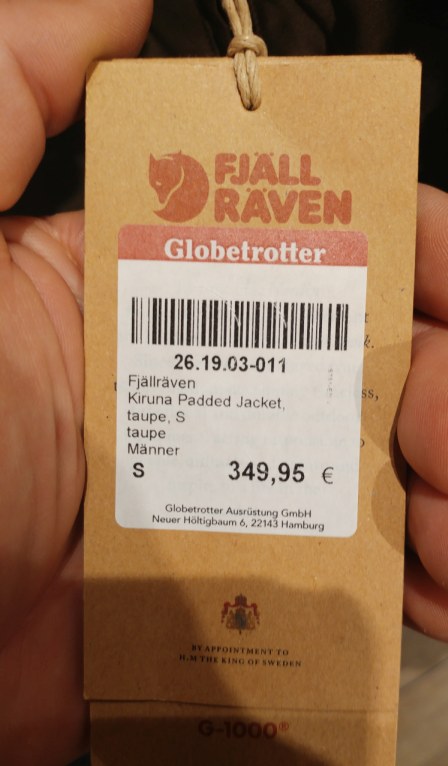 FJÄLL
RÄVEN
Globetrotter
26.19.03-011
Fjällräven
Kiruna Padded Jacket,
taupe, S
taupe
Männer
S 349,95 €
Globetrotter Ausrüstung GmbH
Neuer Höltigbaum 6, 22143 Hamburg
BY APPOINTMENT TO
H.M THE KING OF SWEDEN
G-1000®